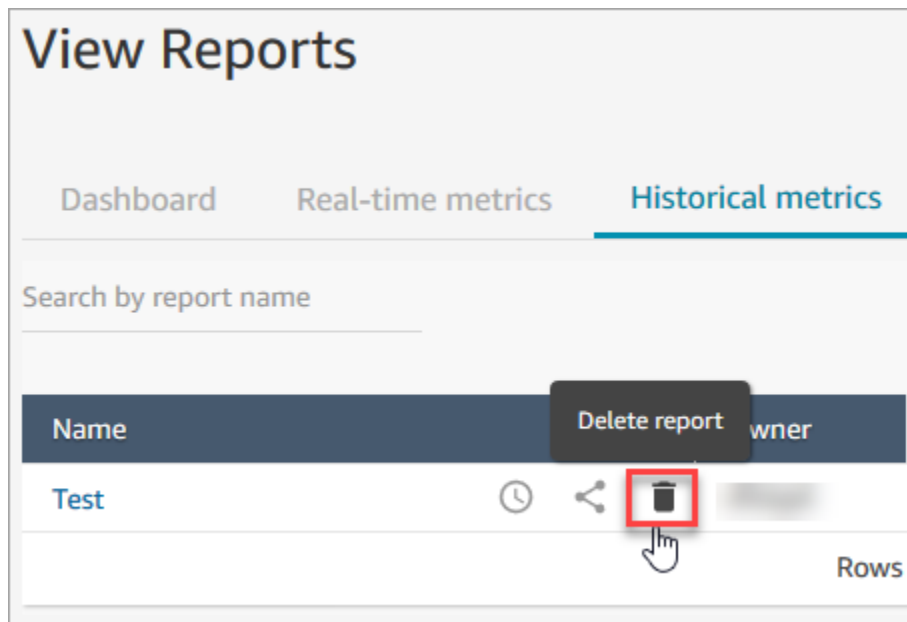 View Reports
Dashboard Real-time metrics Historical metrics
Search by report name
Delete report
Name wner
Test
Rows